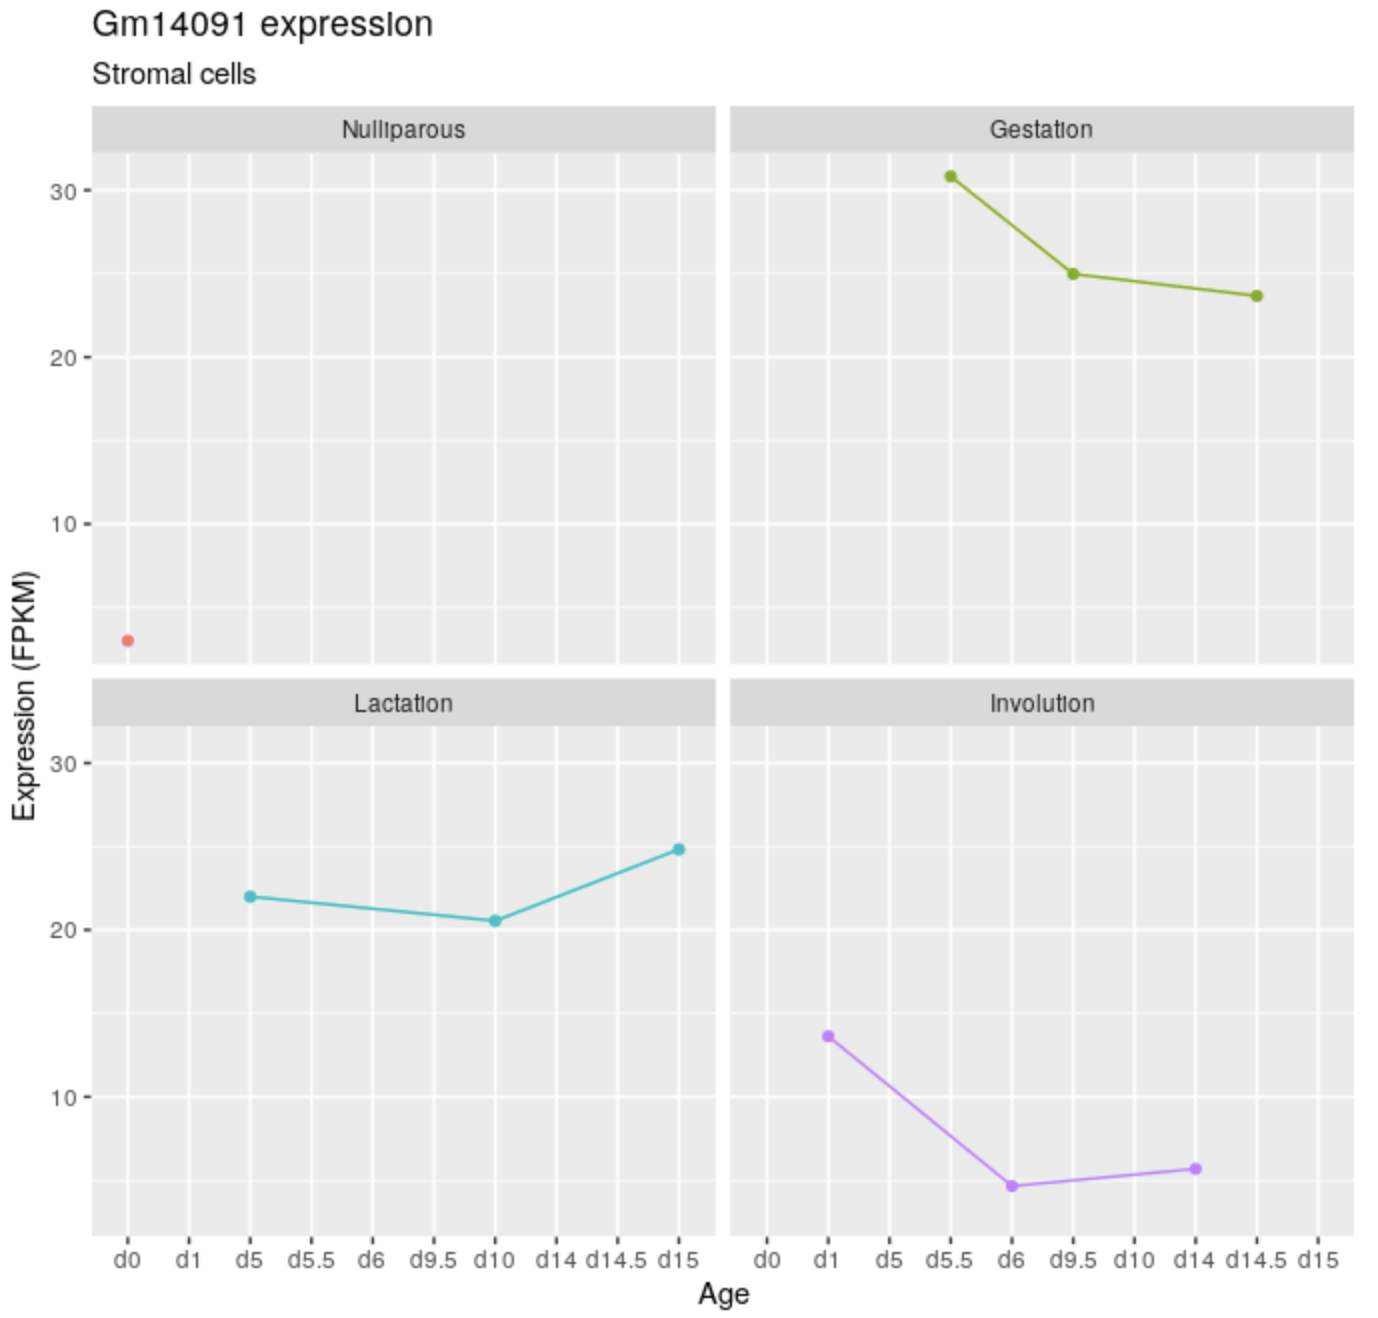 Gm14091 expression
Stromal cells
Nulliparous
Gestation
30
20
10
Lactation
Involution
30
20
10
Expression (FPKM)
d0 d1 d5 d5.5 d6 d9.5 d10 d14 d14.5 d15
d0 d1 d5 d5.5 d6 d9.5 d10 d14 d14.5 d15
Age